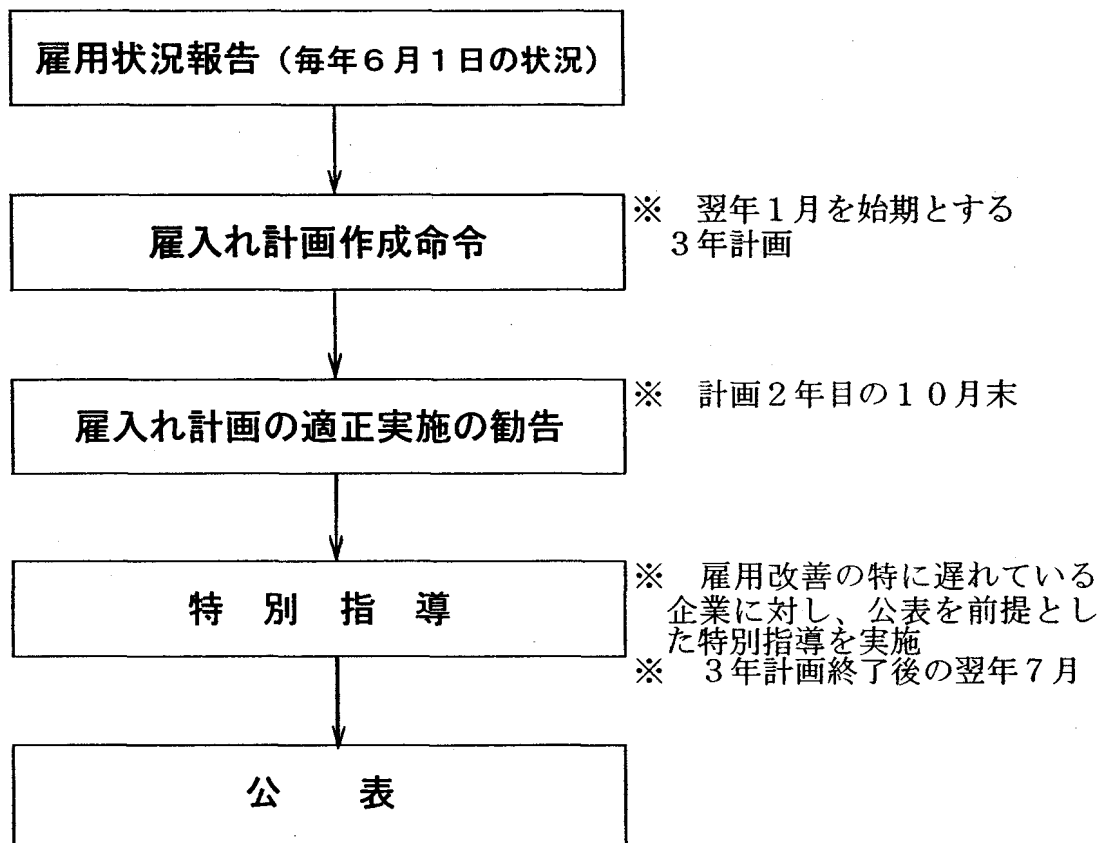 雇用状況報告（毎年６月１日の状況）
雇入れ計画作成命令
※　翌年１月を始期とする
３年計画
雇入れ計画の適正実施の勧告
※　計画２年目の１０月末
特　別　指　導
※　雇用改善の特に遅れている
企業に対し、公表を前提とし
た特別指導を実施
※　３年計画終了後の翌年７月
公　　表